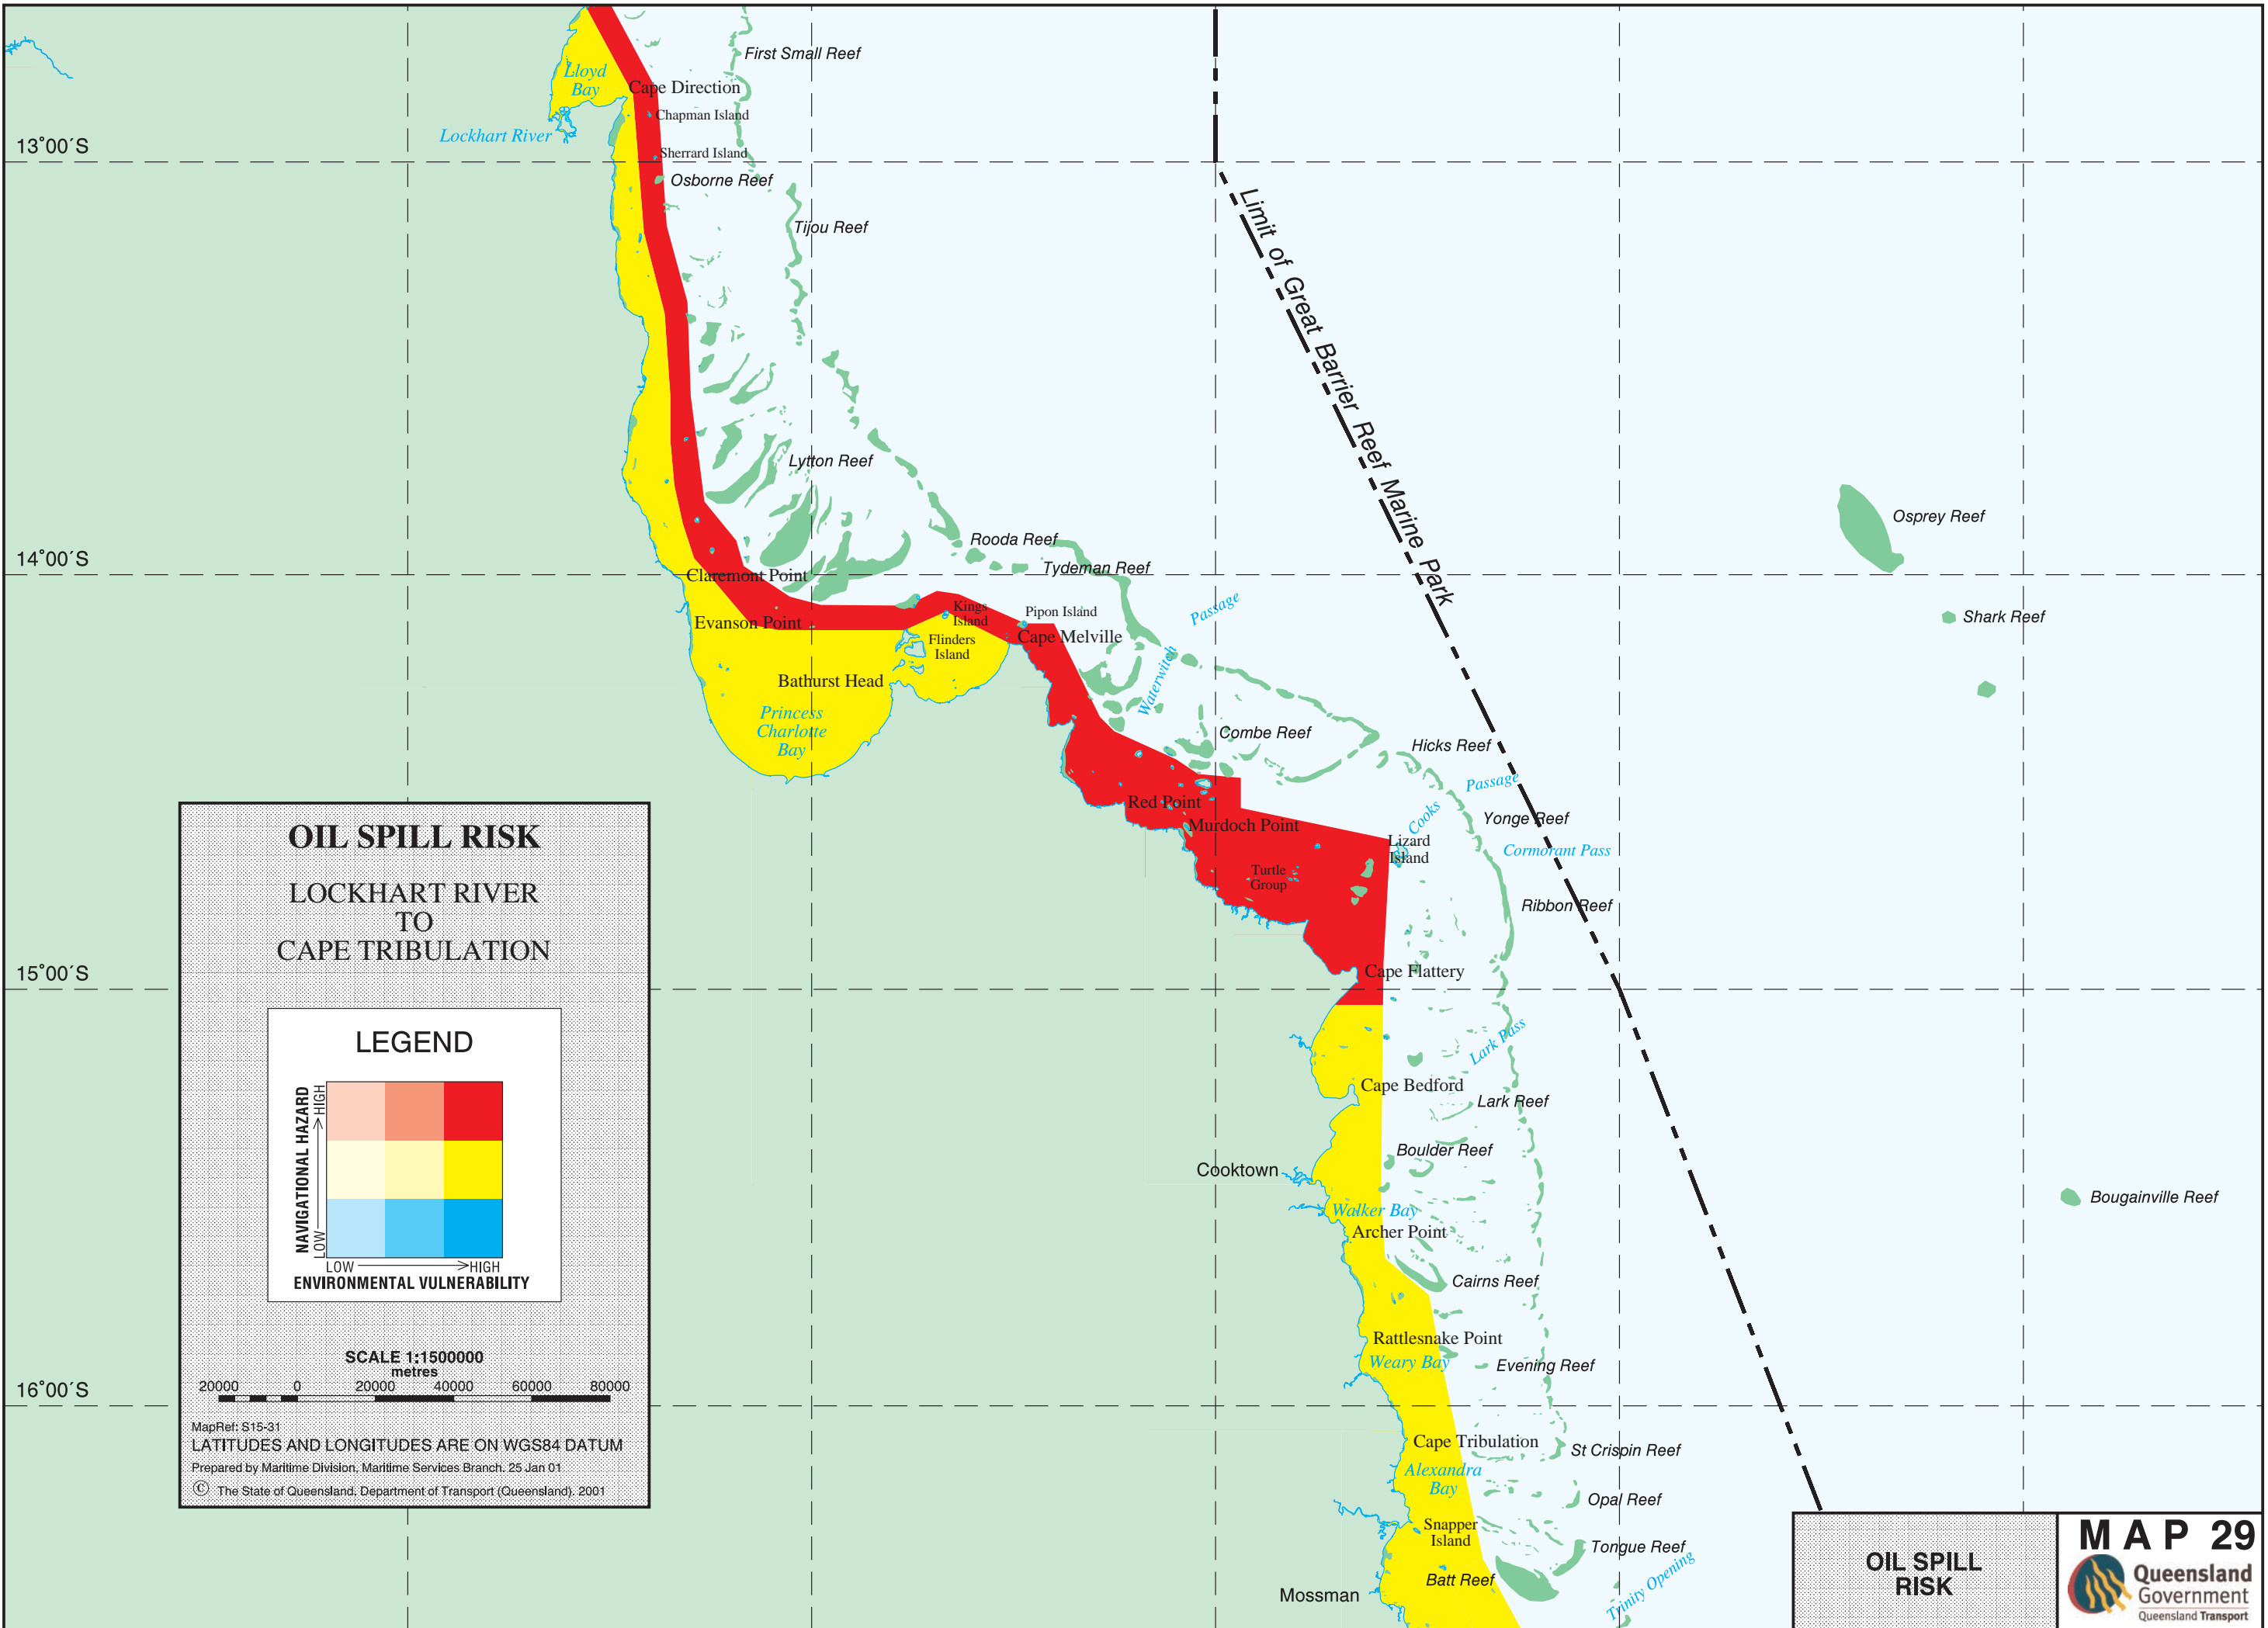 First Small Reef
Lloyd
Bay
Cape Direction
Chapman Island
Lockhart River
13°00´S
Sherrard Island
Osborne Reef
Tijou Reef
Limit of Great Barrier Reef Marine Park
Lytton Reef
Osprey Reef
Rooda Reef
14°00´S
Tydeman Reef
Claremont Point
Kings
Island
Pipon Island
Passage
Shark Reef
Evanson Point
Cape Melville
Flinders
Island
Waterwitch
Bathurst Head
Princess
Charlotte
Bay
Combe Reef
Hicks Reef
Passage
Red Point
Cooks
Yonge Reef
Murdoch Point
Lizard
Island
Cormorant Pass
Turtle
Group
Ribbon Reef
15°00´S
Cape Flattery
Lark Pass
Cape Bedford
Lark Reef
Boulder Reef
Cooktown
Bougainville Reef
Walker Bay
Archer Point
Cairns Reef
Rattlesnake Point
Weary Bay
Evening Reef
16°00´S
Cape Tribulation
St Crispin Reef
Alexandra
Bay
Opal Reef
Snapper
Island
Tongue Reef
Batt Reef
Trinity Opening
Mossman
OIL SPILL RISK
LOCKHART RIVER
TO
CAPE TRIBULATION
LEGEND
NAVIGATIONAL HAZARD
LOW HIGH
LOW HIGH
ENVIRONMENTAL VULNERABILITY
SCALE 1:1500000
metres
20000 0 20000 40000 60000 80000
MapRef: S15-31
LATITUDES AND LONGITUDES ARE ON WGS84 DATUM
Prepared by Maritime Division, Maritime Services Branch. 25 Jan 01
© The State of Queensland. Department of Transport (Queensland). 2001
OIL SPILL
RISK
MAP 29
Queensland
Government
Queensland Transport